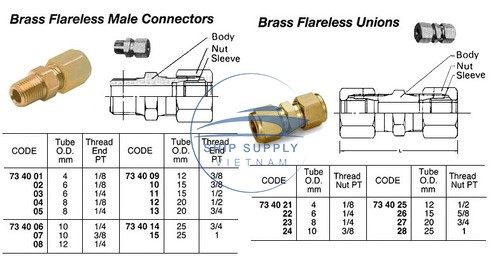 Brass Flareless Male Connectors
Body
Nut
Sleeve
CODE Tube O.D. mm Thread End PT CODE Tube O.D. mm Thread End PT
73 40 01 4 1/8 73 40 09 12 3/8
02 6 1/8 10 15 3/8
03 6 1/4 11 15 1/2
04 8 1/8 12 20 1/2
05 8 1/4 13 20 3/4
73 40 06 10 1/4 73 40 14 25 3/4
07 10 3/8 15 25 1
08 12 1/4
Brass Flareless Unions
Body
Nut
Sleeve
L
CODE Tube O.D. mm Thread Nut PT CODE Tube O.D. mm Thread Nut PT
73 40 21 4 1/8 73 40 25 12 1/2
22 6 1/4 26 15 5/8
23 8 1/4 27 20 3/4
24 10 3/8 28 25 1
SHIP SUPPLY
VIETNAM